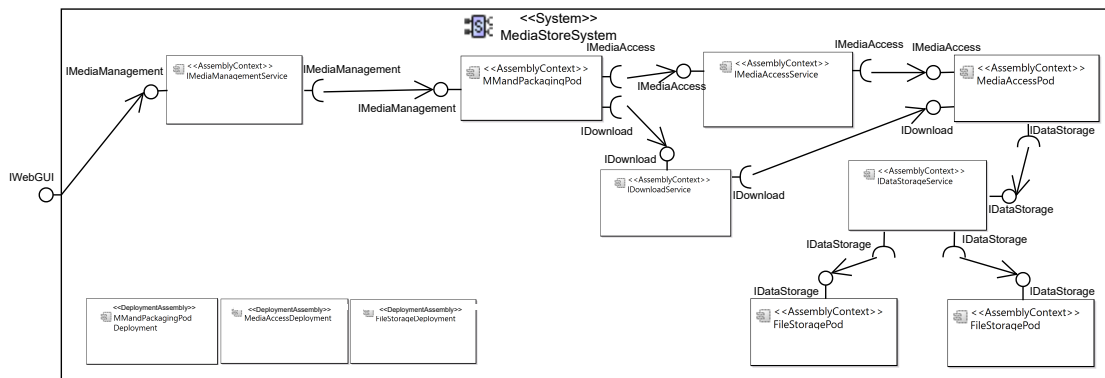 <<System>>
MediaStoreSystem
IMediaManagement
<<AssemblyContext>>
IMediaManagementService
IMediaManagement
IMediaManagement
<<AssemblyContext>>
MMandPackagingPod
IMediaAccess
IMediaAccess
<<AssemblyContext>>
IMediaAccessService
IMediaAccess
IMediaAccess
<<AssemblyContext>>
MediaAccessPod
IDownload
IDownload
<<AssemblyContext>>
IDownloadService
IDownload
IDownload
IDataStorage
<<AssemblyContext>>
IDataStorageService
IDataStorage
IWebGUI
IDataStorage
IDataStorage
IDataStorage
IDataStorage
<<AssemblyContext>>
FileStoragePod
<<AssemblyContext>>
FileStoragePod
<<DeploymentAssembly>>
MMandPackagingPod
Deployment
<<DeploymentAssembly>>
MediaAccessDeployment
<<DeploymentAssembly>>
FileStorageDeployment